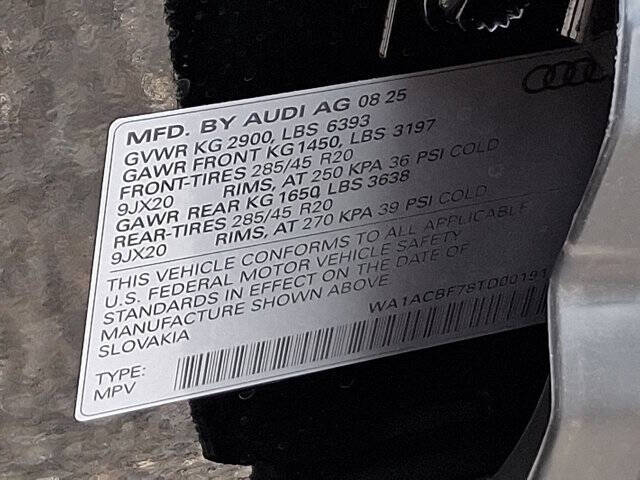 MFD. BY AUDI AG 08 25
GVWR KG 2900, LBS 6393
GAWR FRONT KG1450, LBS 3197
FRONT-TIRES 285/45 R20
9JX20 RIMS, AT 250 KPA 36 PSI COLD
GAWR REAR KG 1650 LBS 3638
REAR-TIRES 285/45 R20
9JX20 RIMS, AT 270 KPA 39 PSI COLD
THIS VEHICLE CONFORMS TO ALL APPLICABLE
U.S. FEDERAL MOTOR VEHICLE SAFETY
STANDARDS IN EFFECT ON THE DATE OF
MANUFACTURE SHOWN ABOVE
SLOVAKIA WA1ACBF78TD00191
TYPE:
MPV